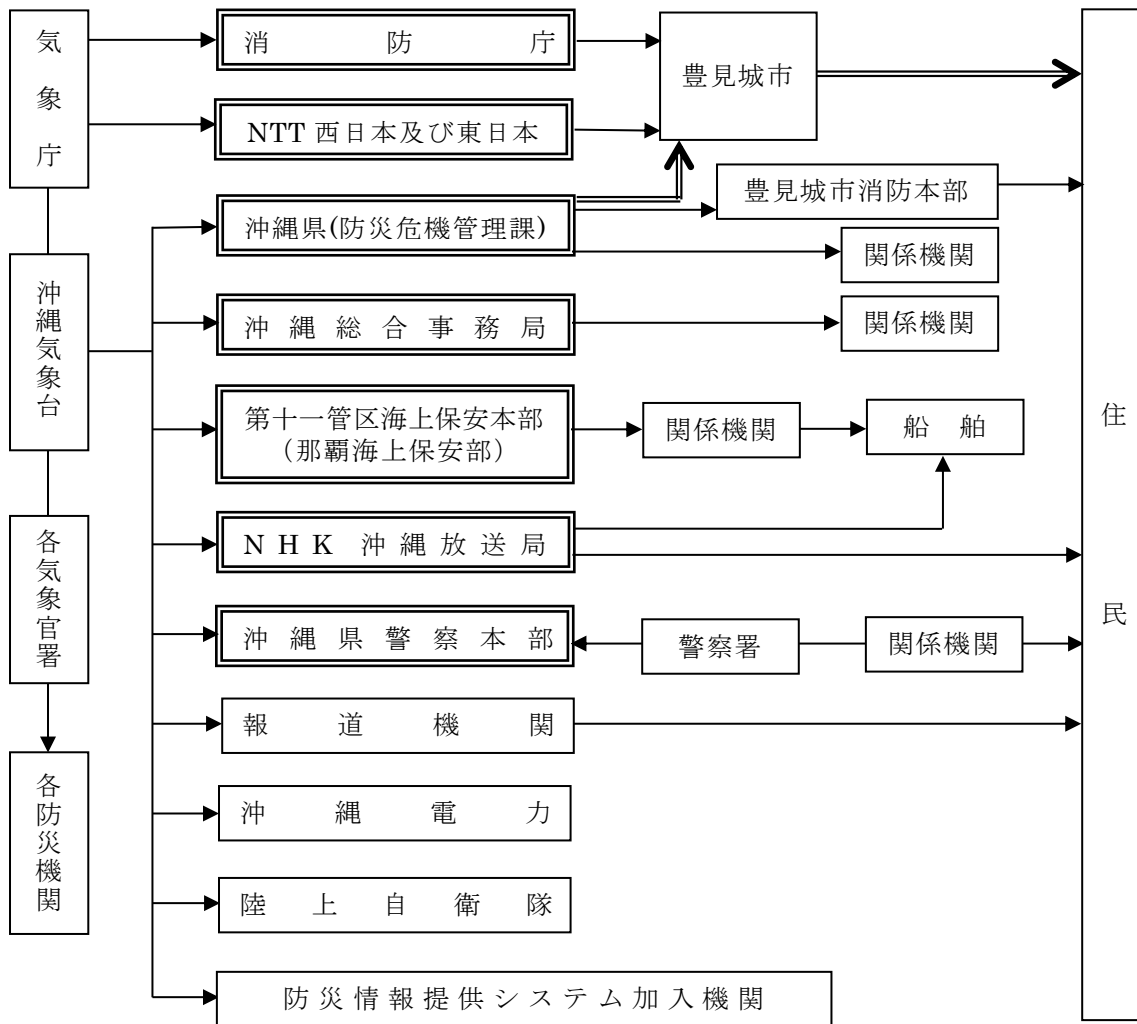 気象庁
消防庁
豊見城市
NTT 西日本及び東日本
豊見城市消防本部
沖縄県(防災危機管理課)
関係機関
沖縄気象台
沖縄総合事務局
関係機関
第十一管区海上保安本部
（那覇海上保安部）
関係機関
船舶
住民
各気象官署
NHK 沖縄放送局
沖縄県警察本部
警察署
関係機関
報道機関
各防災機関
沖縄電力
陸上自衛隊
防災情報提供システム加入機関